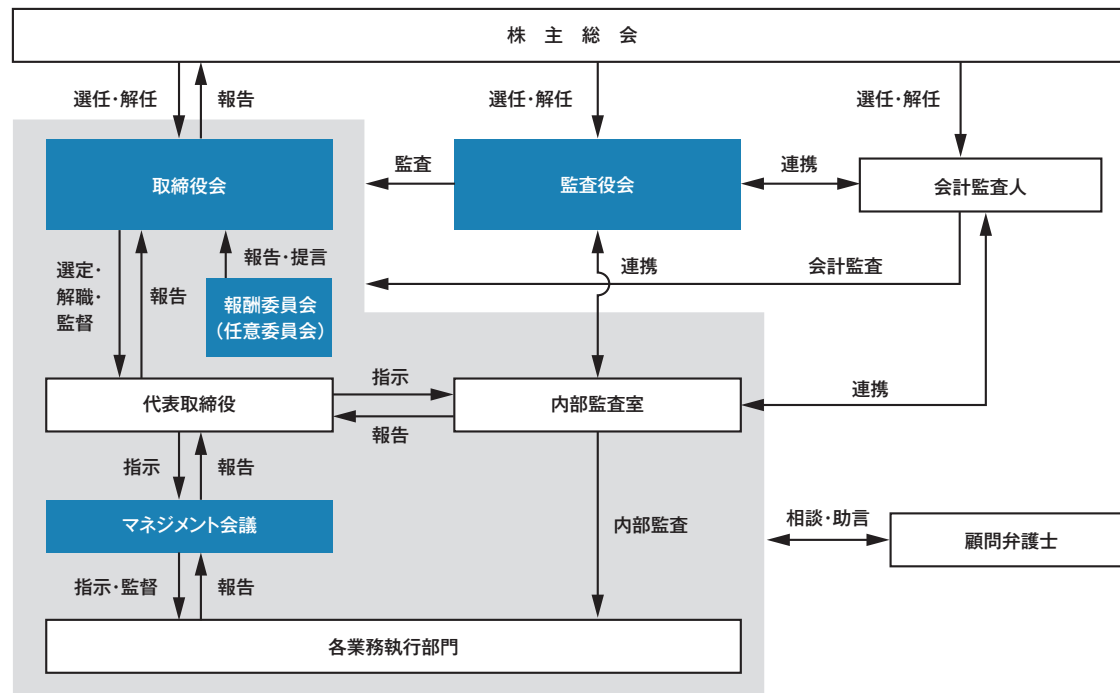 株主総会
選任・解任
報告
選任・解任
選任・解任
取締役会
監査
監査役会
連携
会計監査人
選定・
解職・
監督
報告
報告・提言
報酬委員会
（任意委員会）
連携
会計監査
代表取締役
指示
報告
内部監査室
連携
指示
報告
マネジメント会議
内部監査
相談・助言
顧問弁護士
指示・監督
報告
各業務執行部門